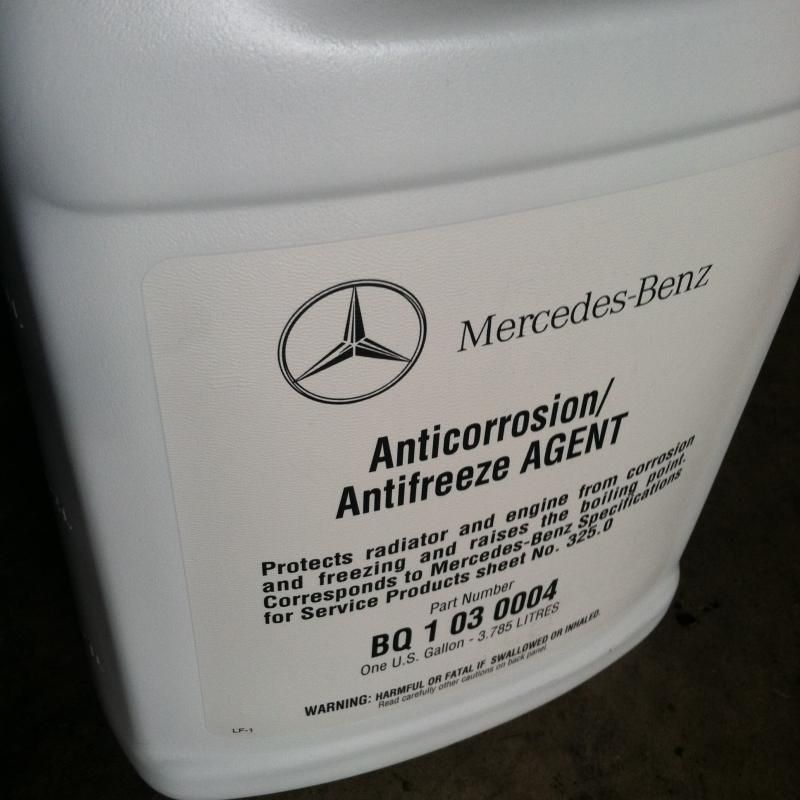 Mercedes-Benz
Anticorrosion/
Antifreeze AGENT
Protects radiator and engine from corrosion
and freezing and raises the boiling point.
Corresponds to Mercedes-Benz Specifications
for Service Products sheet No. 325.0
Part Number
BQ 1 03 0004
One U.S. Gallon - 3.785 LITRES
WARNING: HARMFUL OR FATAL IF SWALLOWED OR INHALED.
Read carefully other cautions on back panel.
LF-1